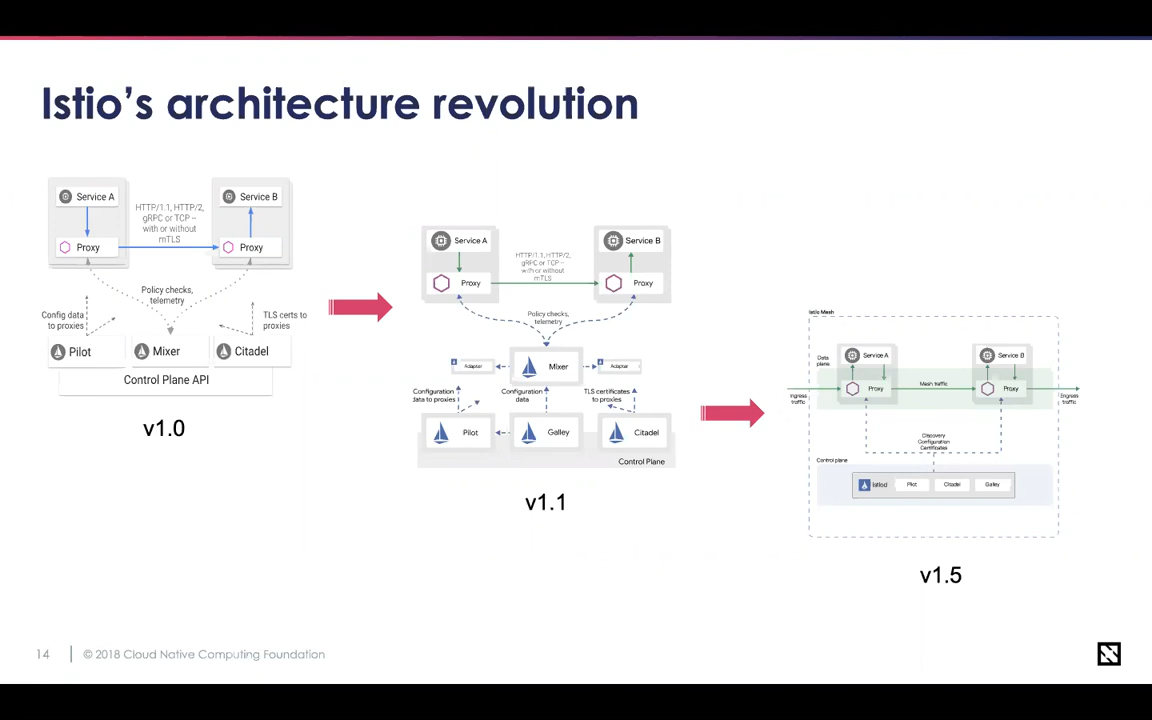 Istio's architecture revolution
Service A
Service B
HTTP/1.1, HTTP/2,
gRPC or TCP --
with or without
mTLS
Proxy
Proxy
Policy checks,
telemetry
Config data
to proxies
TLS certs to
proxies
Pilot
Mixer
Citadel
Control Plane API
v1.0
Service A
Service B
HTTP/1.1, HTTP/2,
gRPC or TCP --
with or without
mTLS
Proxy
Proxy
Policy checks,
telemetry
Adapter
Mixer
Adapter
Configuration
data to proxies
Configuration
data
TLS certificates
to proxies
Pilot
Galley
Citadel
Control Plane
v1.1
Istio Mesh
Data
plane
Service A
Service B
Proxy
Mesh traffic
Proxy
Ingress
traffic
Egress
traffic
Discovery
Configuration
Certificates
Control plane
istiod
Pilot
Citadel
Galley
v1.5
14
© 2018 Cloud Native Computing Foundation